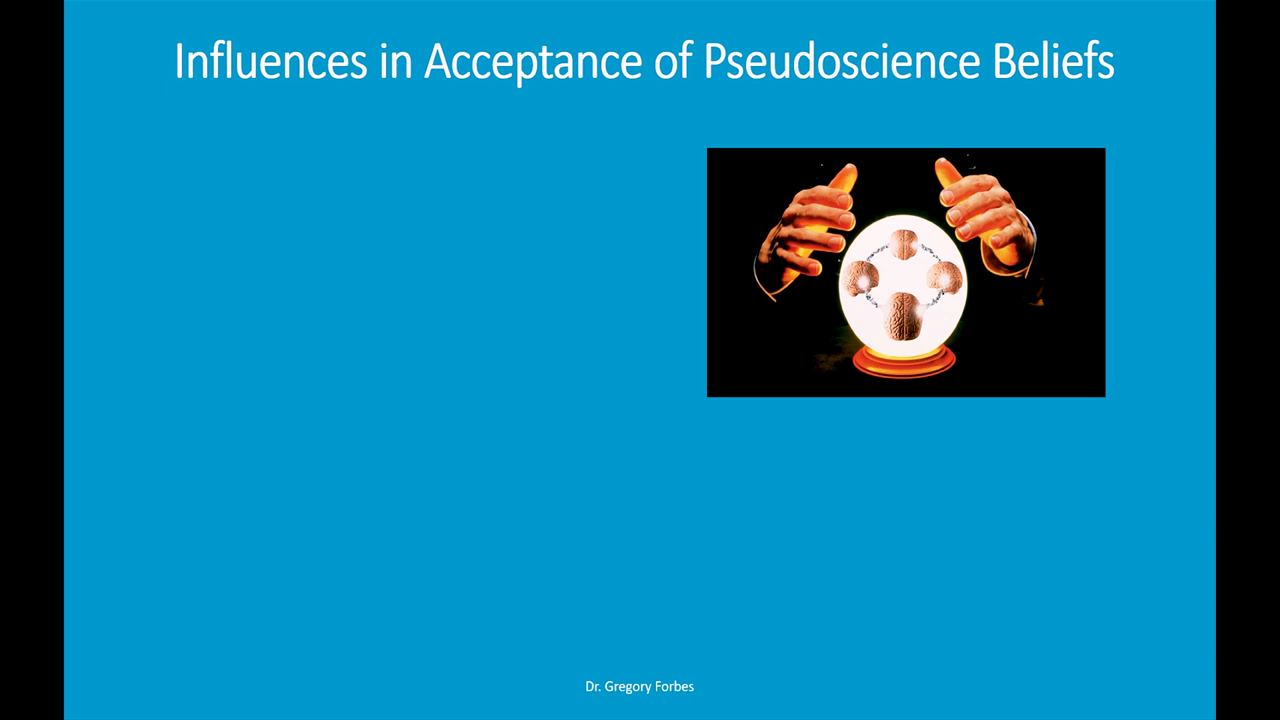 Influences in Acceptance of Pseudoscience Beliefs
Dr. Gregory Forbes